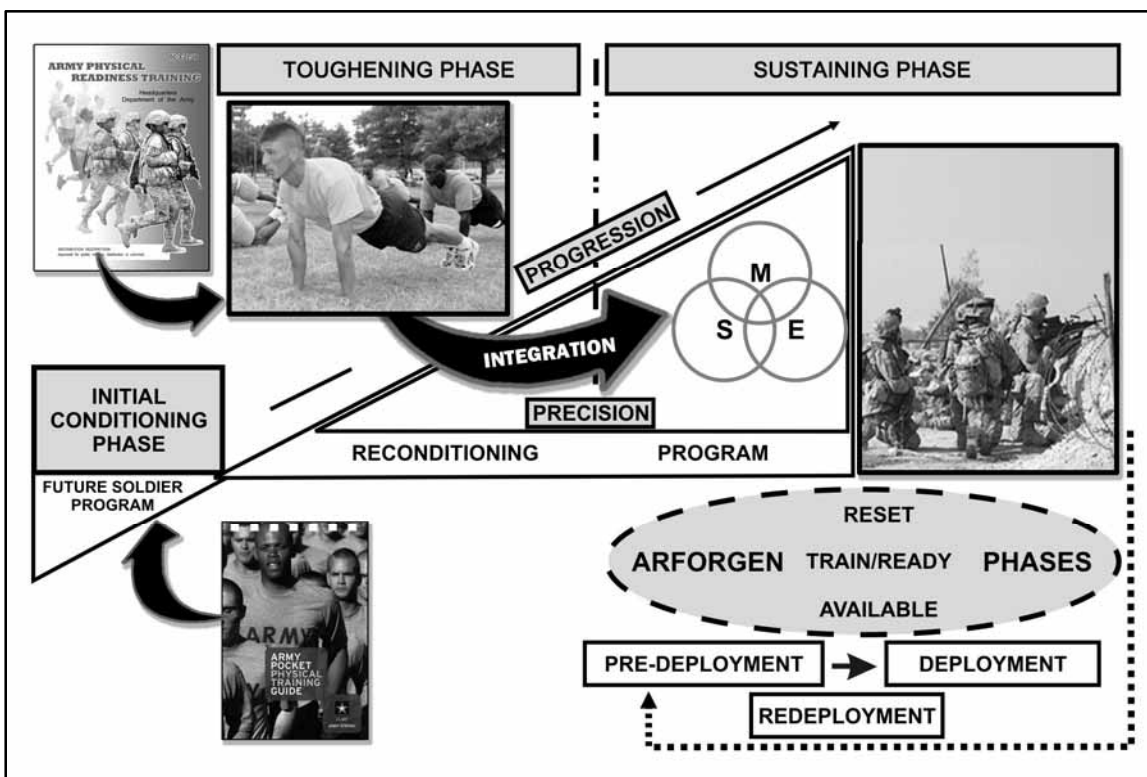 ARMY PHYSICAL
READINESS TRAINING
Headquarters
Department of the Army
TOUGHENING PHASE
SUSTAINING PHASE
PROGRESSION
M
S E
INTEGRATION
PRECISION
INITIAL
CONDITIONING
PHASE
RECONDITIONING PROGRAM
FUTURE SOLDIER
PROGRAM
ARMY
ARMY
POCKET
PHYSICAL
TRAINING
GUIDE
RESET
ARFORGEN TRAIN/READY PHASES
AVAILABLE
PRE-DEPLOYMENT DEPLOYMENT
REDEPLOYMENT